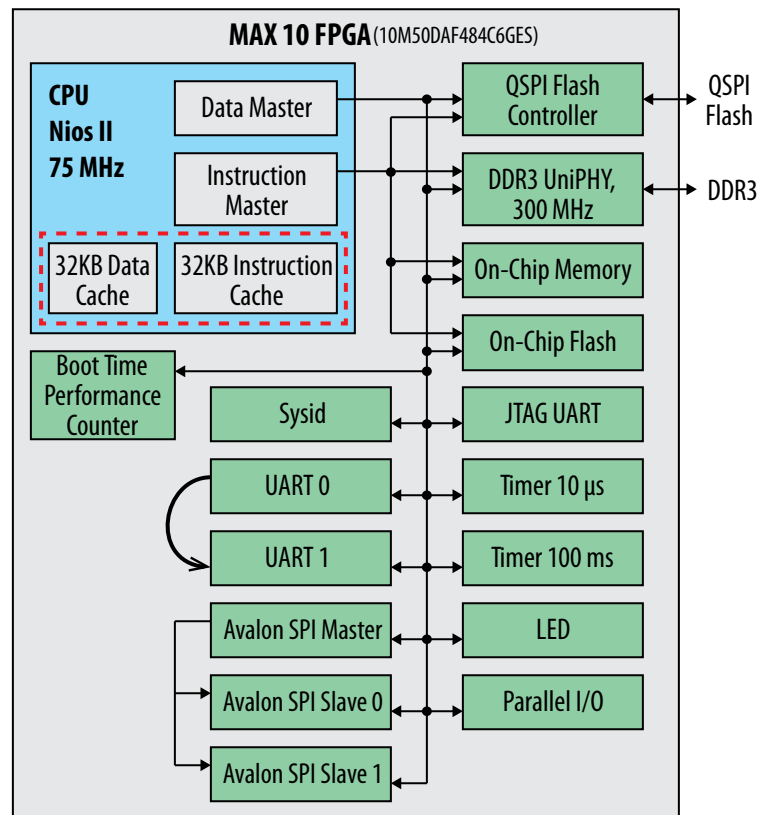 MAX 10 FPGA (10M50DAF484C6GES)
CPU
Nios II
75 MHz
Data Master
Instruction
Master
32KB Data
Cache
32KB Instruction
Cache
QSPI Flash
Controller
QSPI
Flash
DDR3 UniPHY,
300 MHz
DDR3
On-Chip Memory
On-Chip Flash
Boot Time
Performance
Counter
Sysid
JTAG UART
UART 0
Timer 10 µs
UART 1
Timer 100 ms
Avalon SPI Master
LED
Avalon SPI Slave 0
Parallel I/O
Avalon SPI Slave 1